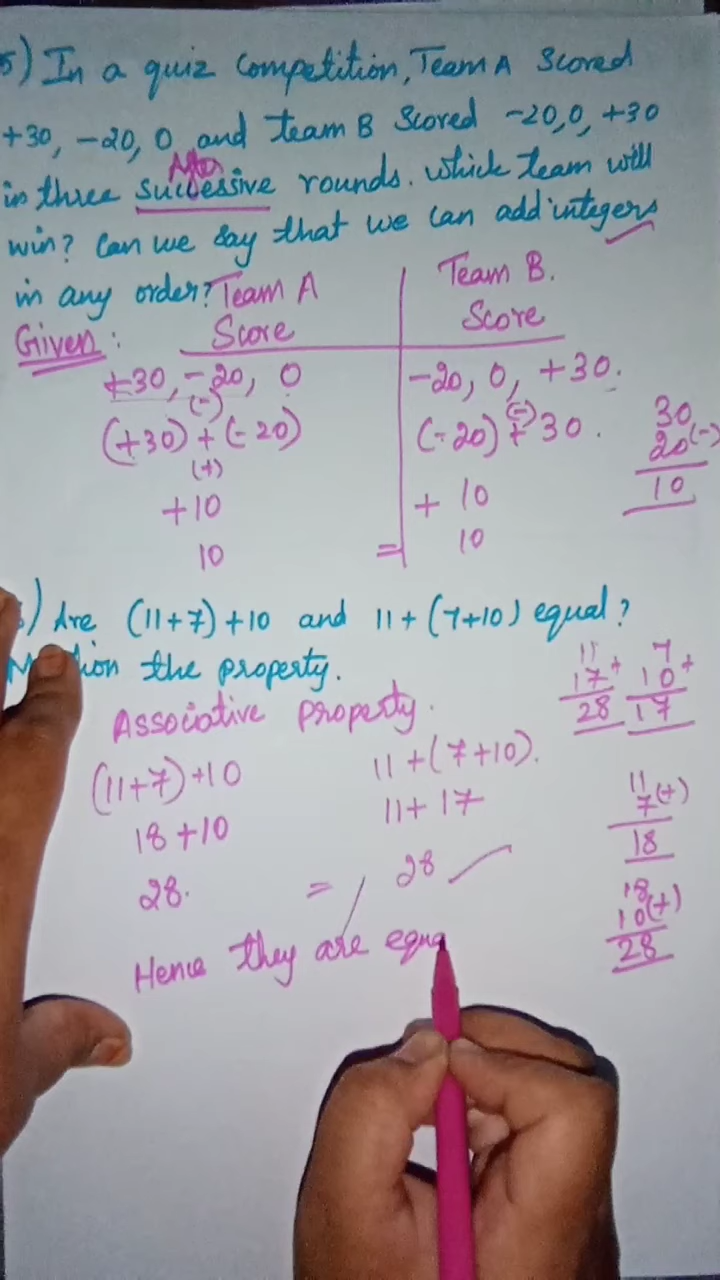 5) In a quiz competition, Team A Scored
+30, -20, 0 and team B Scored -20, 0, +30
in three successive rounds. which team will
win? Can we say that we can add integers
in any order?
Given:
Team A
Score
Team B.
Score
+30, -20, 0
-20, 0, +30.
(-)
(+30) + (-20)
(+)
(-)
(-20) + 30.
30
20(-)
10
+10
+ 10
10 = 10
) Are (11+7)+10 and 11+(7+10) equal?
the property.
Associative Property.
11
17+
28
7
10+
17
(11+7)+10
11+(7+10).
18+10
11+17
28. = 28
11
7(+)
18
18
10(+)
28
Hence they are equa